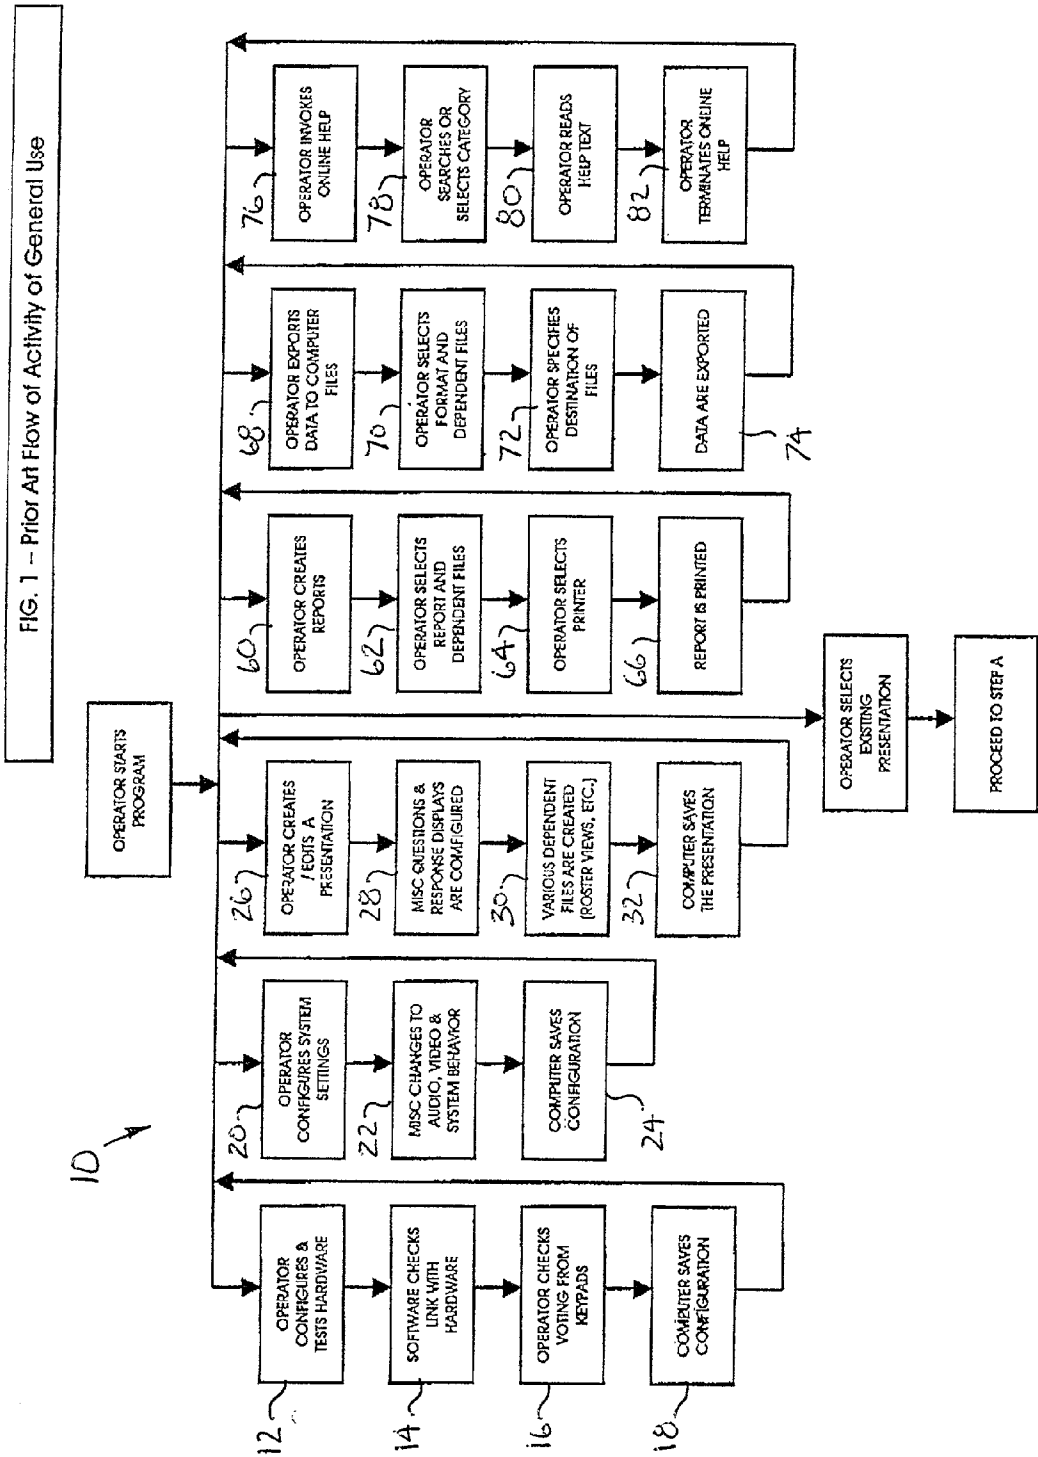 FIG. 1 – Prior Art Flow of Activity of General Use
10
OPERATOR STARTS
PROGRAM
12
OPERATOR
CONFIGURES &
TESTS HARDWARE
14
SOFTWARE CHECKS
LINK WITH
HARDWARE
16
OPERATOR CHECKS
VOTING FROM
KEYPADS
18
COMPUTER SAVES
CONFIGURATION
20
OPERATOR
CONFIGURES SYSTEM
SETTINGS
22
MISC CHANGES TO
AUDIO, VIDEO &
SYSTEM BEHAVIOR
COMPUTER SAVES
CONFIGURATION
24
26
OPERATOR CREATES
/ EDITS A
PRESENTATION
28
MISC QUESTIONS &
RESPONSE DISPLAYS
ARE CONFIGURED
30
VARIOUS DEPENDENT
FILES ARE CREATED
(ROSTER VIEWS, ETC.)
32
COMPUTER SAVES
THE PRESENTATION
OPERATOR SELECTS
EXISTING
PRESENTATION
PROCEED TO STEP A
60
OPERATOR CREATES
REPORTS
62
OPERATOR SELECTS
REPORT AND
DEPENDENT FILES
64
OPERATOR SELECTS
PRINTER
66
REPORT IS PRINTED
68
OPERATOR EXPORTS
DATA TO COMPUTER
FILES
70
OPERATOR SELECTS
FORMAT AND
DEPENDENT FILES
72
OPERATOR SPECIFIES
DESTINATION OF
FILES
DATA ARE EXPORTED
74
76
OPERATOR INVOKES
ONLINE HELP
78
OPERATOR
SEARCHES OR
SELECTS CATEGORY
80
OPERATOR READS
HELP TEXT
82
OPERATOR
TERMINATES ONLINE
HELP